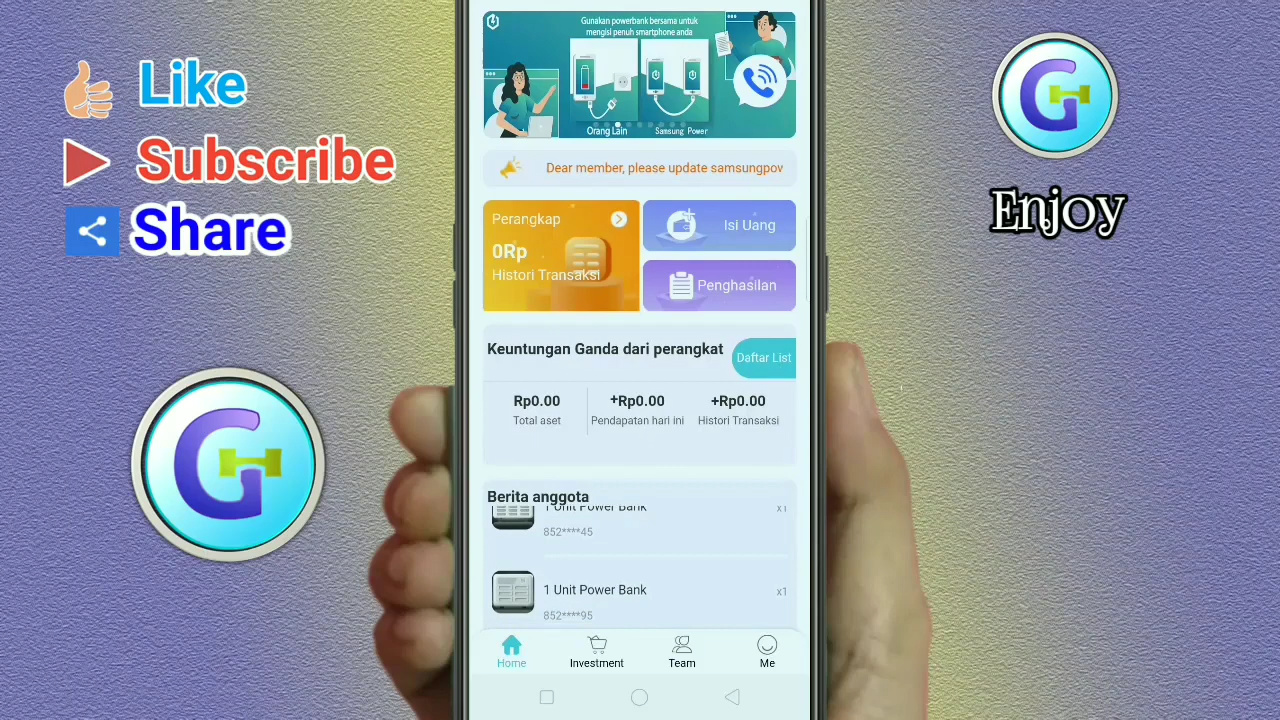 Like
Subscribe
Share
Gunakan powerbank bersama untuk
mengisi penuh smartphone anda
Orang Lain
Samsung Power
Dear member, please update samsungpov
Perangkap
0Rp
Histori Transaksi
Isi Uang
Penghasilan
Keuntungan Ganda dari perangkat
Daftar List
Rp0.00
+Rp0.00
+Rp0.00
Total aset
Pendapatan hari ini
Histori Transaksi
Berita anggota
1 Unit Power Bank
x1
852****45
1 Unit Power Bank
x1
852****95
Home
Investment
Team
Me
G
G
Enjoy